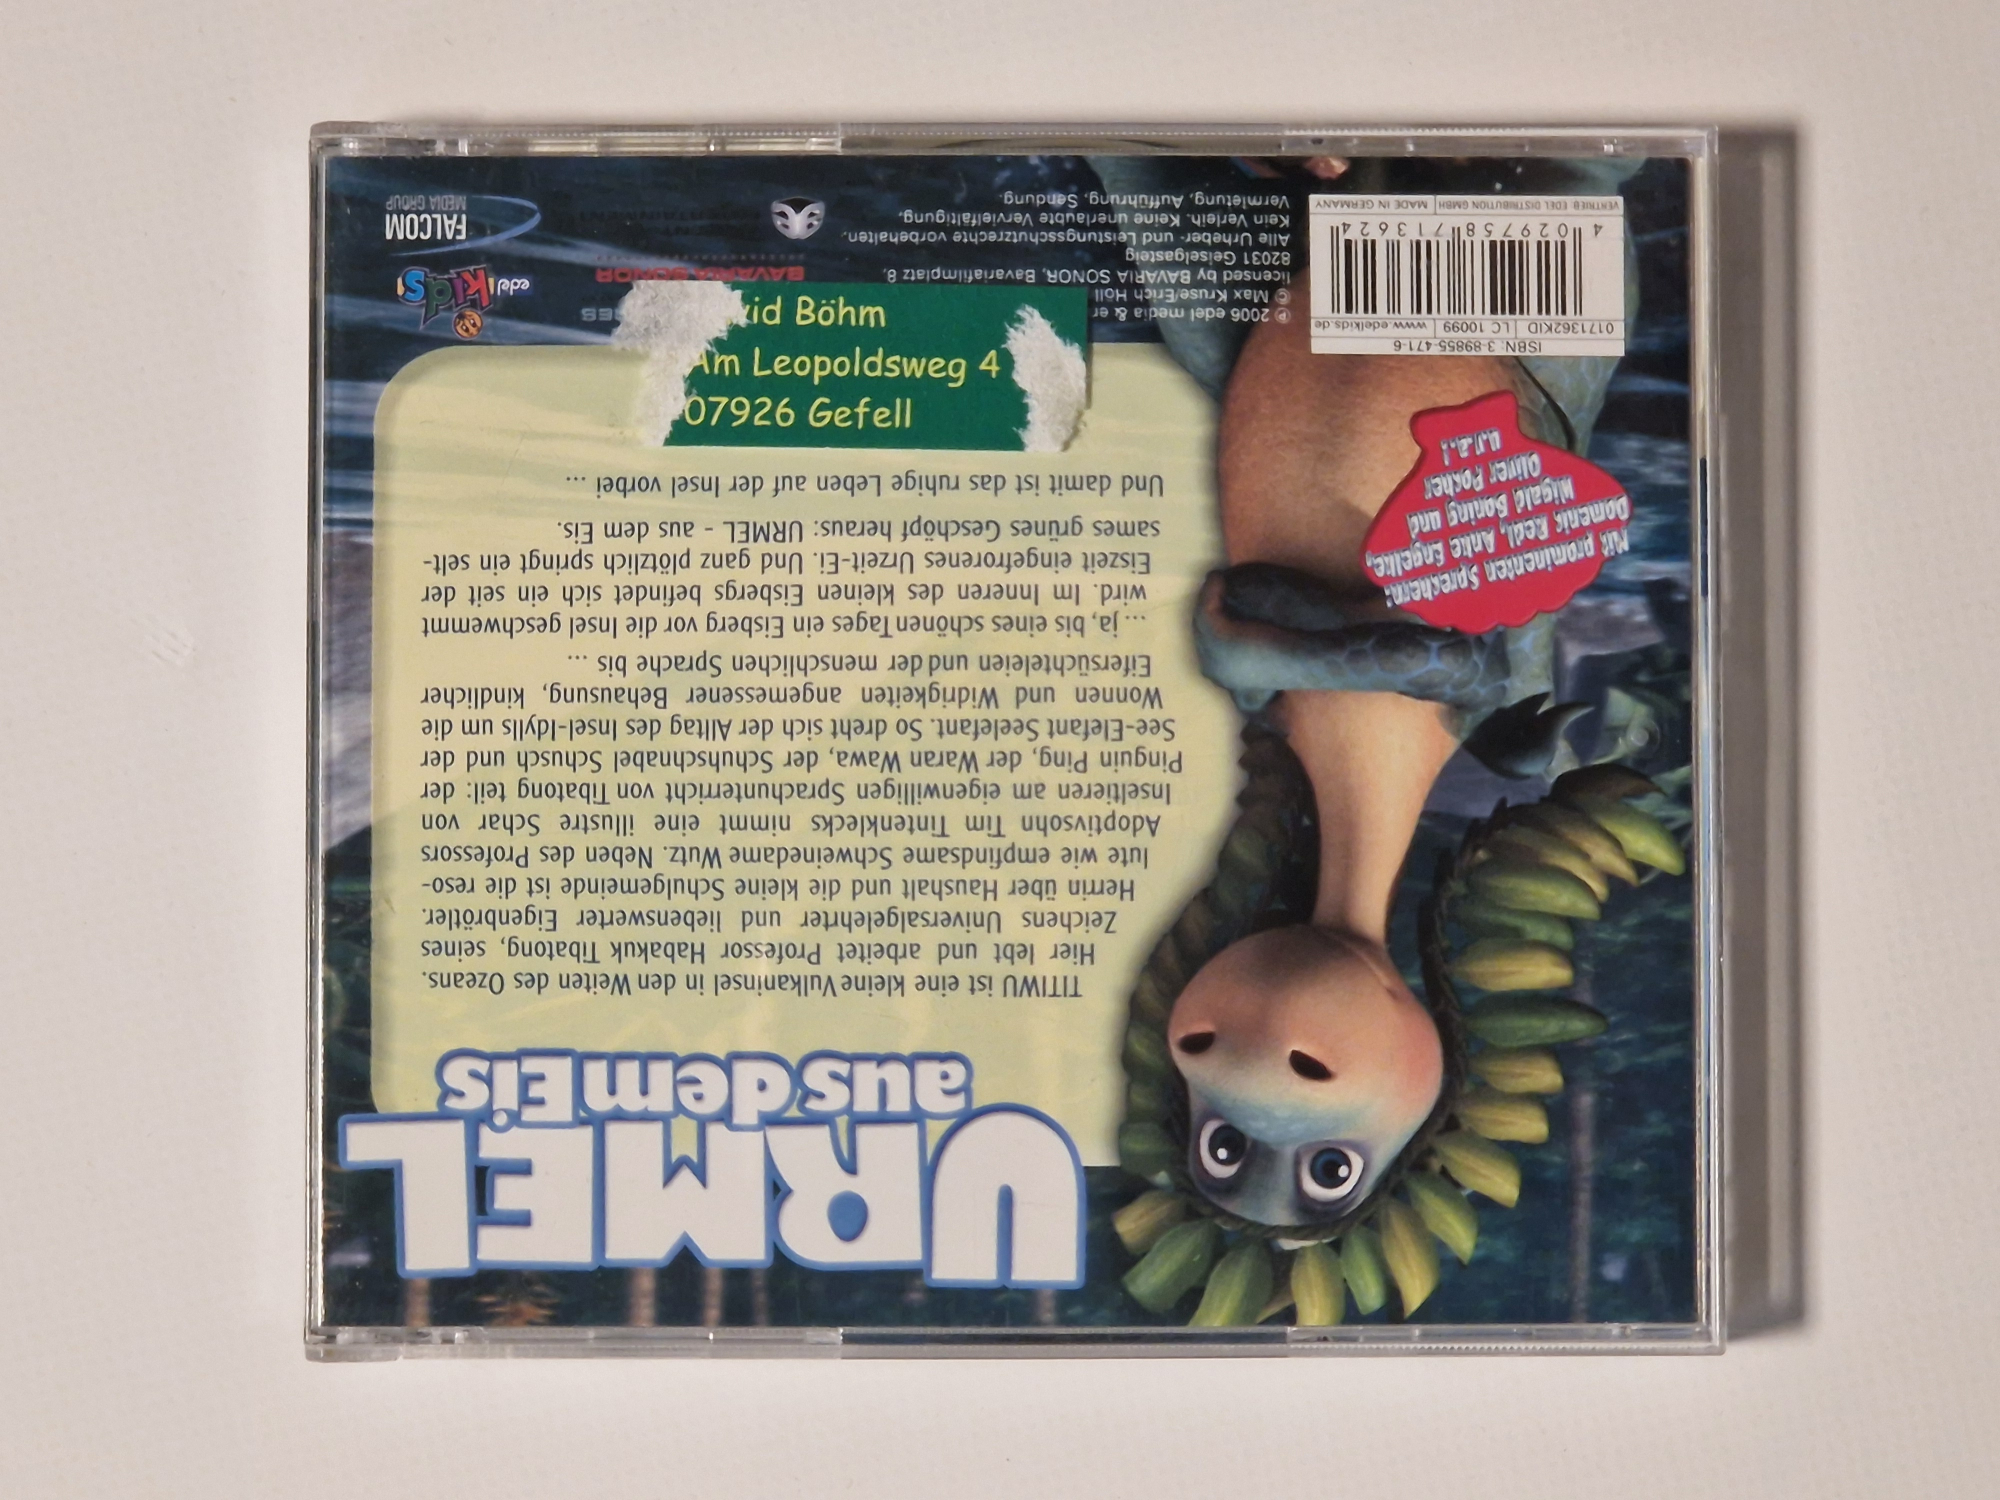 URMEL
aus dem Eis
TITIWU ist eine kleine Vulkaninsel in den Weiten des Ozeans.
Hier lebt und arbeitet Professor Habakuk Tibatong, seines
Zeichens Universalgelehrter und liebenswerter Eigenbrötler.
Herrin über Haushalt und die kleine Schulgemeinde ist die reso-
lute wie empfindsame Schweinedame Wutz. Neben des Professors
Adoptivsohn Tim Tintenklecks nimmt eine illustre Schar von
Inseltieren am eigenwilligen Sprachunterricht von Tibatong teil: der
Pinguin Ping, der Waran Wawa, der Schuhschnabel Schusch und der
See-Elefant Seelefant. So dreht sich der Alltag des Insel-Idylls um die
Wonnen und Widrigkeiten angemessener Behausung, kindlicher
Eifersüchteleien und der menschlichen Sprache bis ...
... ja, bis eines schönen Tages ein Eisberg vor die Insel geschwemmt
wird. Im Inneren des kleinen Eisbergs befindet sich ein seit der
Eiszeit eingefrorenes Urzeit-Ei. Und ganz plötzlich springt ein selt-
sames grünes Geschöpf heraus: URMEL - aus dem Eis.
Und damit ist das ruhige Leben auf der Insel vorbei ...
Mit prominenten Sprechern:
Domenic Redl, Anke Engelke,
Wigald Boning und
Oliver Pocher
u.v.a.!
vid Böhm
Am Leopoldsweg 4
07926 Gefell
ISBN: 3-89855-471-6
0171362KID
LC 10099
www.edelkids.de
4 029758 713624
VERTRIEB: EDEL DISTRIBUTION GMBH
MADE IN GERMANY
℗ 2006 edel media & er
© Max Kruse/Erich Höll
licensed by BAVARIA SONOR, Bavariafilmplatz 8,
82031 Geiselgasteig
Alle Urheber- und Leistungsschutzrechte vorbehalten.
Kein Verleih. Keine unerlaubte Vervielfältigung,
Vermietung, Aufführung, Sendung.
BAVARIA SONOR
edel kids
FALCOM
MEDIA GROUP